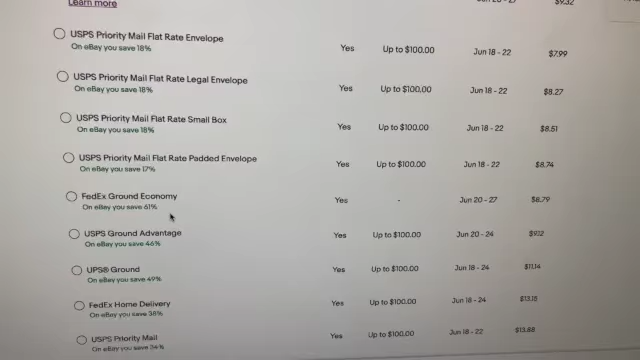 Learn more
USPS Priority Mail Flat Rate Envelope
On eBay you save 18%
Yes Up to $100.00 Jun 18 - 22 $7.99
USPS Priority Mail Flat Rate Legal Envelope
On eBay you save 18%
Yes Up to $100.00 Jun 18 - 22 $8.27
USPS Priority Mail Flat Rate Small Box
On eBay you save 18%
Yes Up to $100.00 Jun 18 - 22 $8.51
USPS Priority Mail Flat Rate Padded Envelope
On eBay you save 17%
Yes Up to $100.00 Jun 18 - 22 $8.74
FedEx Ground Economy
On eBay you save 61%
Yes - Jun 20 - 27 $8.79
USPS Ground Advantage
On eBay you save 46%
Yes Up to $100.00 Jun 20 - 24 $9.12
UPS® Ground
On eBay you save 49%
Yes Up to $100.00 Jun 18 - 24 $11.14
FedEx Home Delivery
On eBay you save 38%
Yes Up to $100.00 Jun 18 - 24
USPS Priority Mail
On eBay you save 34%
Yes Up to $100.00 Jun 18 - 22 $13.88